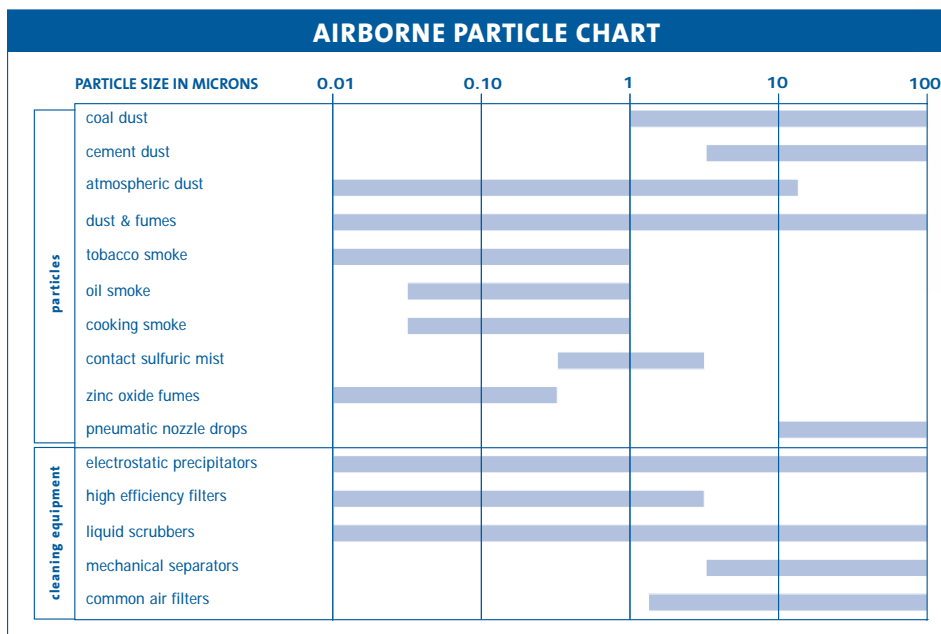 AIRBORNE PARTICLE CHART
PARTICLE SIZE IN MICRONS 0.01 0.10 1 10 100
particles
coal dust
cement dust
atmospheric dust
dust & fumes
tobacco smoke
oil smoke
cooking smoke
contact sulfuric mist
zinc oxide fumes
pneumatic nozzle drops
cleaning equipment
electrostatic precipitators
high efficiency filters
liquid scrubbers
mechanical separators
common air filters